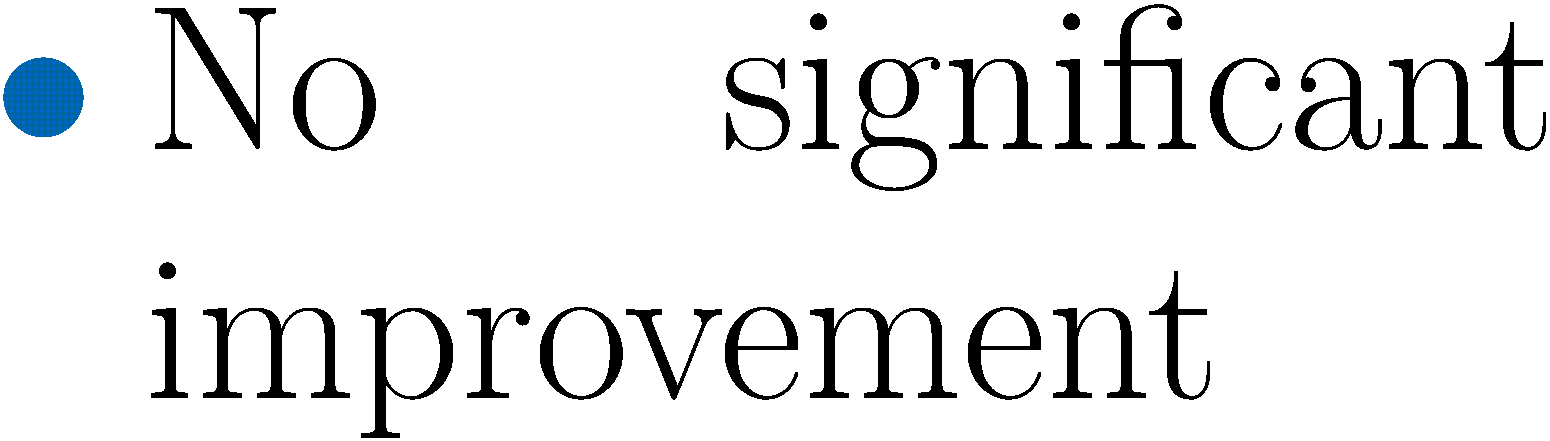 • No significant
improvement